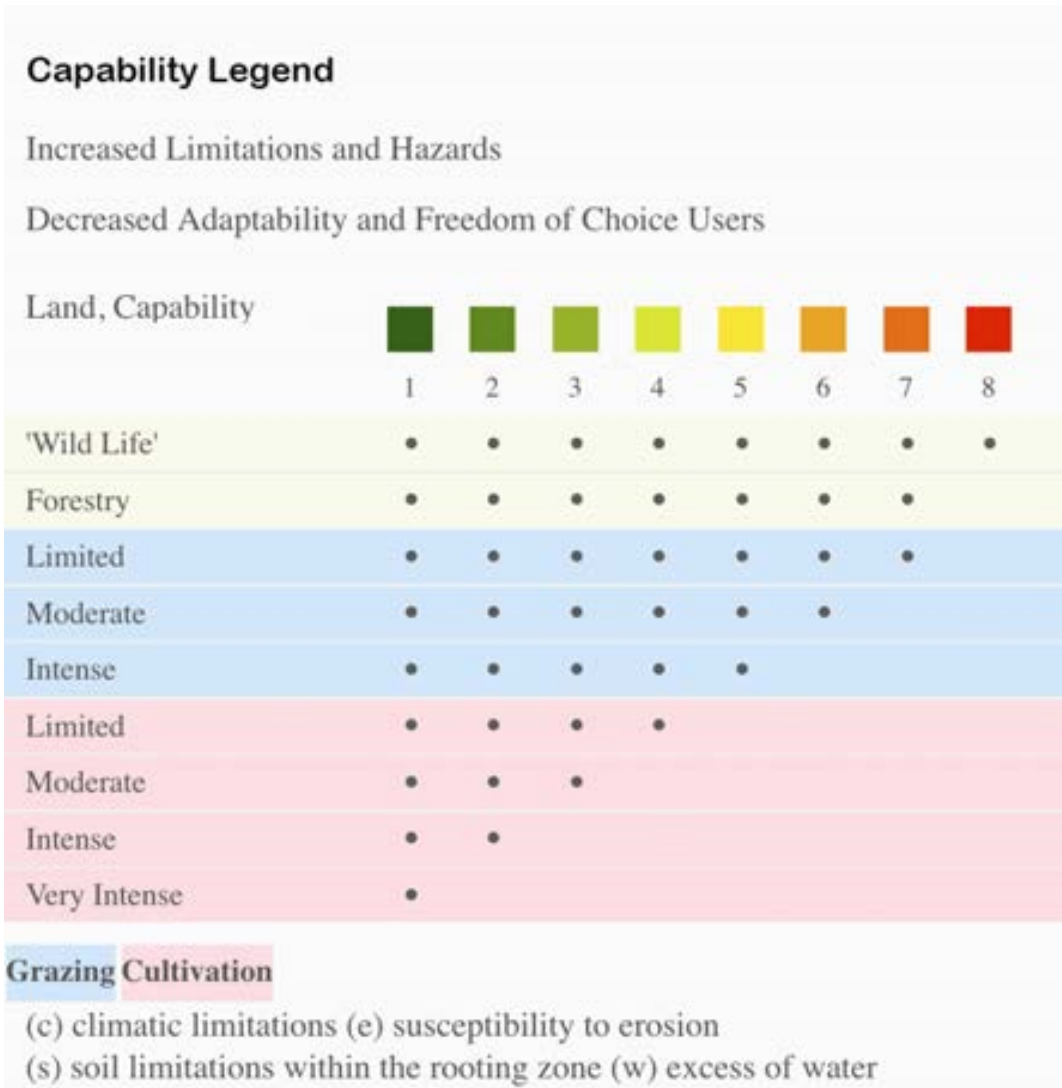 Capability Legend
Increased Limitations and Hazards
Decreased Adaptability and Freedom of Choice Users
Land, Capability
1 2 3 4 5 6 7 8
'Wild Life' • • • • • • • •
Forestry • • • • • • •
Limited • • • • • • •
Moderate • • • • • •
Intense • • • • •
Limited • • • •
Moderate • • •
Intense • •
Very Intense •
Grazing Cultivation
(c) climatic limitations (e) susceptibility to erosion
(s) soil limitations within the rooting zone (w) excess of water